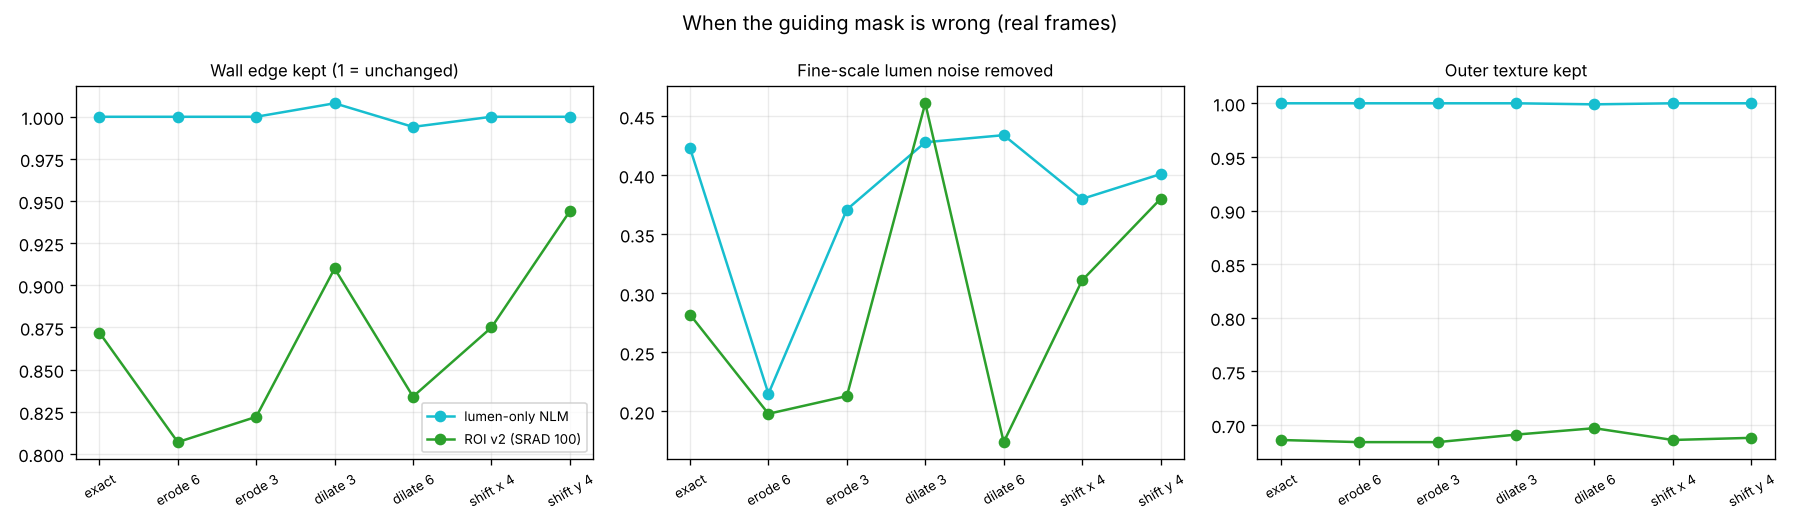 When the guiding mask is wrong (real frames)
Wall edge kept (1 = unchanged)
1.000
0.975
0.950
0.925
0.900
0.875
0.850
0.825
0.800
exact
erode 6
erode 3
dilate 3
dilate 6
shift x 4
shift y 4
lumen-only NLM
ROI v2 (SRAD 100)
Fine-scale lumen noise removed
0.45
0.40
0.35
0.30
0.25
0.20
exact
erode 6
erode 3
dilate 3
dilate 6
shift x 4
shift y 4
Outer texture kept
1.00
0.95
0.90
0.85
0.80
0.75
0.70
exact
erode 6
erode 3
dilate 3
dilate 6
shift x 4
shift y 4